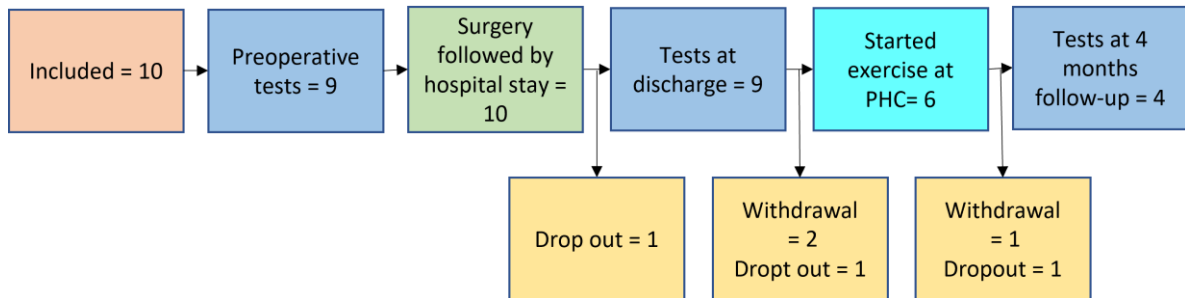 Included = 10
Preoperative
tests = 9
Surgery
followed by
hospital stay =
10
Tests at
discharge = 9
Started
exercise at
PHC= 6
Tests at 4
months
follow-up = 4
Drop out = 1
Withdrawal
= 2
Dropt out = 1
Withdrawal
= 1
Dropout = 1